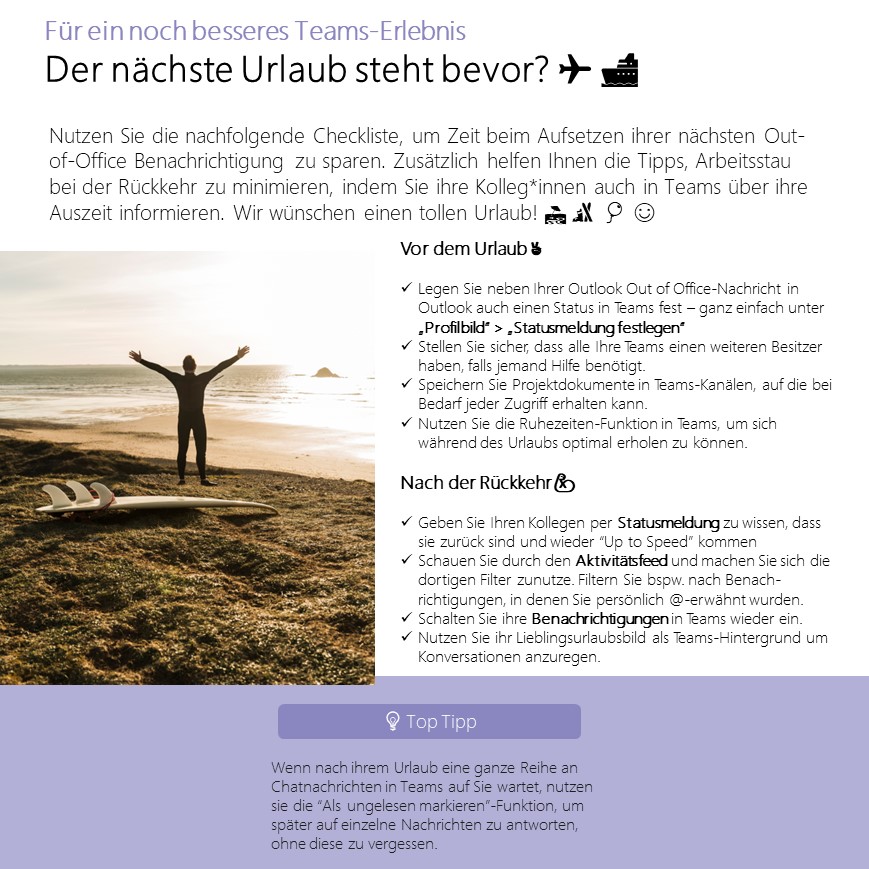 Für ein noch besseres Teams-Erlebnis
Der nächste Urlaub steht bevor?
Nutzen Sie die nachfolgende Checkliste, um Zeit beim Aufsetzen ihrer nächsten Out-
of-Office Benachrichtigung zu sparen. Zusätzlich helfen Ihnen die Tipps, Arbeitsstau
bei der Rückkehr zu minimieren, indem Sie ihre Kolleg*innen auch in Teams über ihre
Auszeit informieren. Wir wünschen einen tollen Urlaub!
Vor dem Urlaub
✓ Legen Sie neben Ihrer Outlook Out of Office-Nachricht in
Outlook auch einen Status in Teams fest – ganz einfach unter
„Profilbild" > „Statusmeldung festlegen"
✓ Stellen Sie sicher, dass alle Ihre Teams einen weiteren Besitzer
haben, falls jemand Hilfe benötigt.
✓ Speichern Sie Projektdokumente in Teams-Kanälen, auf die bei
Bedarf jeder Zugriff erhalten kann.
✓ Nutzen Sie die Ruhezeiten-Funktion in Teams, um sich
während des Urlaubs optimal erholen zu können.
Nach der Rückkehr
✓ Geben Sie Ihren Kollegen per Statusmeldung zu wissen, dass
sie zurück sind und wieder “Up to Speed” kommen
✓ Schauen Sie durch den Aktivitätsfeed und machen Sie sich die
dortigen Filter zunutze. Filtern Sie bspw. nach Benach-
richtigungen, in denen Sie persönlich @-erwähnt wurden.
✓ Schalten Sie ihre Benachrichtigungen in Teams wieder ein.
✓ Nutzen Sie ihr Lieblingsurlaubsbild als Teams-Hintergrund um
Konversationen anzuregen.
Top Tipp
Wenn nach ihrem Urlaub eine ganze Reihe an
Chatnachrichten in Teams auf Sie wartet, nutzen
sie die “Als ungelesen markieren”-Funktion, um
später auf einzelne Nachrichten zu antworten,
ohne diese zu vergessen.